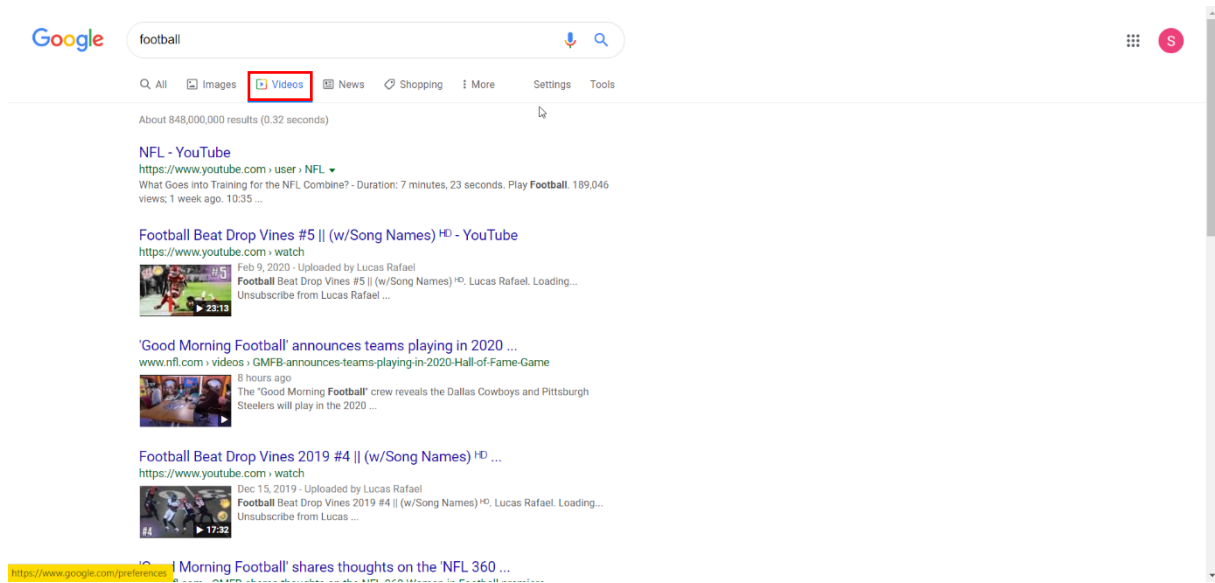 Google
football
S
All
Images
Videos
News
Shopping
More
Settings
Tools
About 848,000,000 results (0.32 seconds)
NFL - YouTube
https://www.youtube.com › user › NFL
What Goes into Training for the NFL Combine? - Duration: 7 minutes, 23 seconds. Play Football. 189,046
views; 1 week ago. 10:35 ...
Football Beat Drop Vines #5 || (w/Song Names) ᴴᴰ - YouTube
https://www.youtube.com › watch
#5
23:13
Feb 9, 2020 - Uploaded by Lucas Rafael
Football Beat Drop Vines #5 || (w/Song Names) ᴴᴰ. Lucas Rafael. Loading...
Unsubscribe from Lucas Rafael ...
'Good Morning Football' announces teams playing in 2020 ...
www.nfl.com › videos › GMFB-announces-teams-playing-in-2020-Hall-of-Fame-Game
8 hours ago
The "Good Morning Football" crew reveals the Dallas Cowboys and Pittsburgh
Steelers will play in the 2020 ...
Football Beat Drop Vines 2019 #4 || (w/Song Names) ᴴᴰ ...
https://www.youtube.com › watch
#4
17:32
Dec 15, 2019 - Uploaded by Lucas Rafael
Football Beat Drop Vines 2019 #4 || (w/Song Names) ᴴᴰ. Lucas Rafael. Loading...
Unsubscribe from Lucas ...
Morning Football' shares thoughts on the 'NFL 360 ...
https://www.google.com/preferences